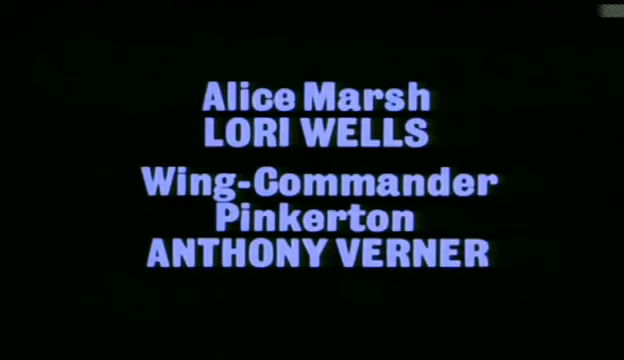 Alice Marsh
LORI WELLS
Wing-Commander
Pinkerton
ANTHONY VERNER